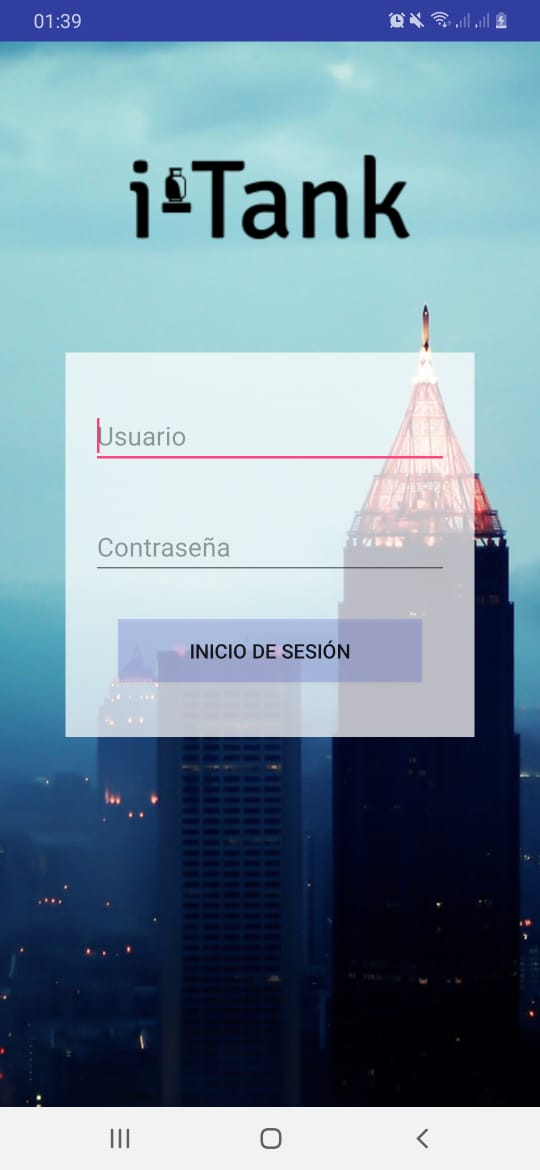 01:39
i-Tank
Usuario
Contraseña
INICIO DE SESIÓN